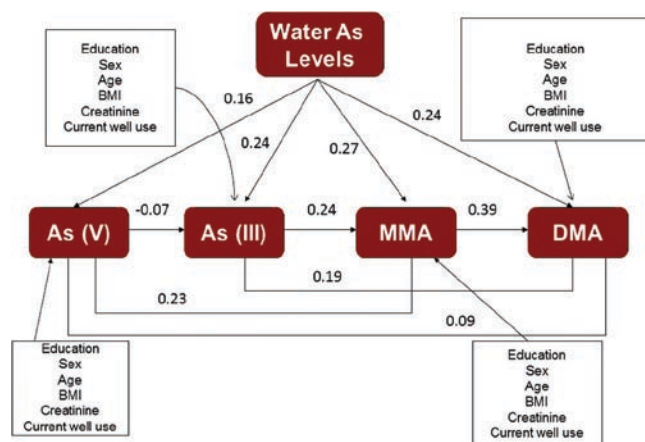 Water As
Levels
Education
Sex
Age
BMI
Creatinine
Current well use
Education
Sex
Age
BMI
Creatinine
Current well use
0.16
0.24
0.27
0.24
As (V)
-0.07
As (III)
0.24
MMA
0.39
DMA
0.19
0.23
0.09
Education
Sex
Age
BMI
Creatinine
Current well use
Education
Sex
Age
BMI
Creatinine
Current well use